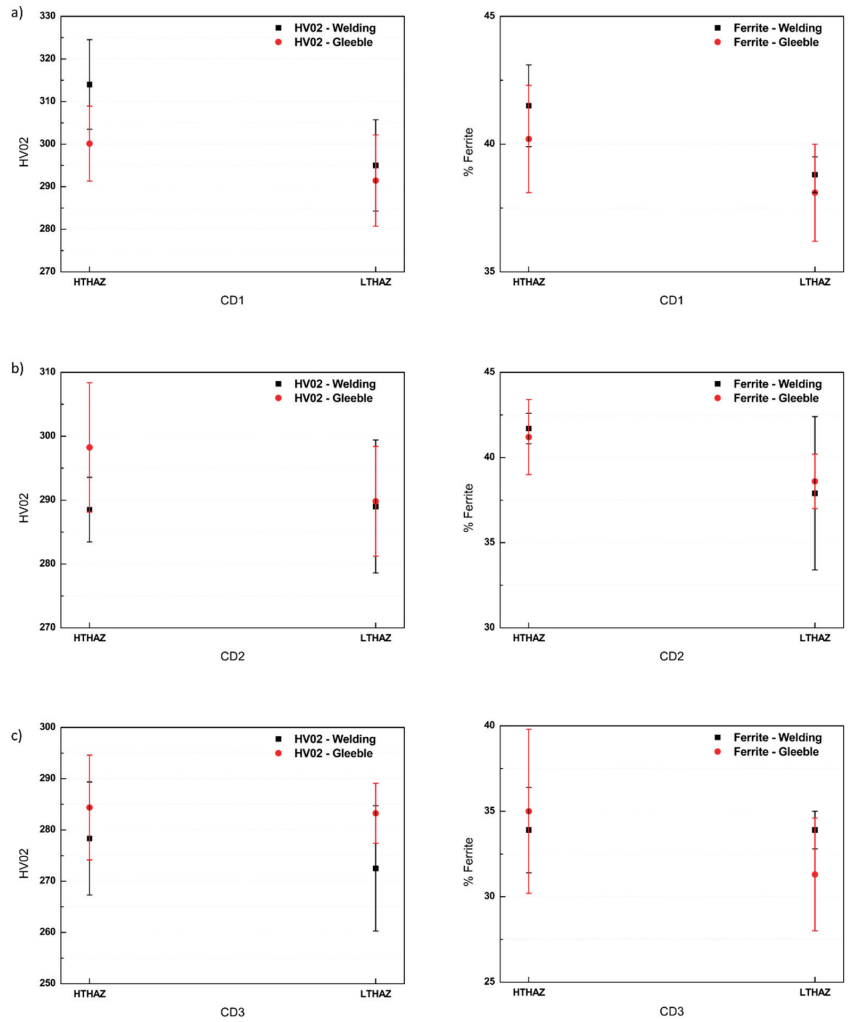 a)
330
320
310
300
290
280
270
HV02
HV02 - Welding
HV02 - Gleeble
HTHAZ
LTHAZ
CD1
45
40
35
% Ferrite
Ferrite - Welding
Ferrite - Gleeble
HTHAZ
LTHAZ
CD1
b)
310
300
290
280
270
HV02
HV02 - Welding
HV02 - Gleeble
HTHAZ
LTHAZ
CD2
45
40
35
30
% Ferrite
Ferrite - Welding
Ferrite - Gleeble
HTHAZ
LTHAZ
CD2
c)
300
290
280
270
260
250
HV02
HV02 - Welding
HV02 - Gleeble
HTHAZ
LTHAZ
CD3
40
35
30
25
% Ferrite
Ferrite - Welding
Ferrite - Gleeble
HTHAZ
LTHAZ
CD3